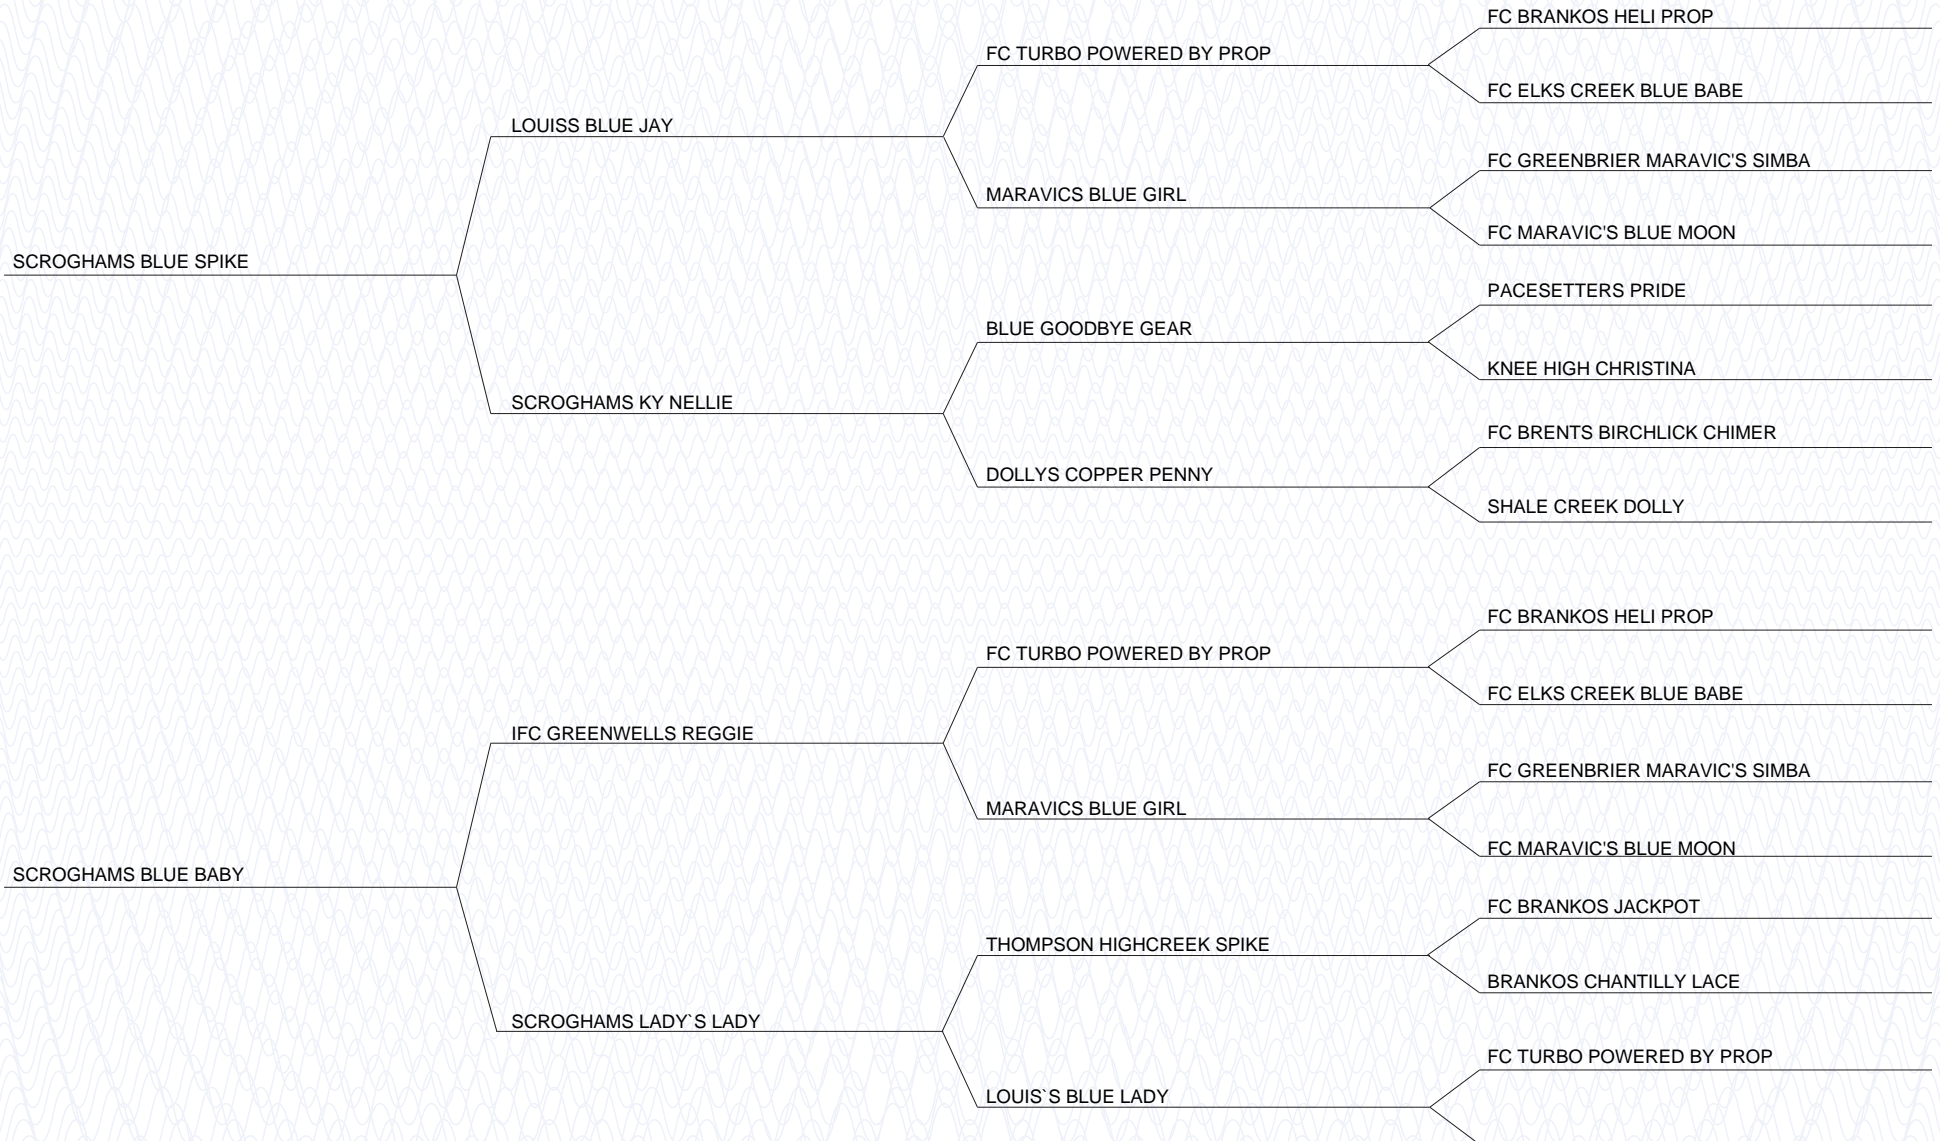 FC BRANKOS HELI PROP
FC TURBO POWERED BY PROP
FC ELKS CREEK BLUE BABE
LOUISS BLUE JAY
FC GREENBRIER MARAVIC'S SIMBA
MARAVICS BLUE GIRL
FC MARAVIC'S BLUE MOON
SCROGHAMS BLUE SPIKE
PACESETTERS PRIDE
BLUE GOODBYE GEAR
KNEE HIGH CHRISTINA
SCROGHAMS KY NELLIE
FC BRENTS BIRCHLICK CHIMER
DOLLYS COPPER PENNY
SHALE CREEK DOLLY
FC BRANKOS HELI PROP
FC TURBO POWERED BY PROP
FC ELKS CREEK BLUE BABE
IFC GREENWELLS REGGIE
FC GREENBRIER MARAVIC'S SIMBA
MARAVICS BLUE GIRL
FC MARAVIC'S BLUE MOON
SCROGHAMS BLUE BABY
FC BRANKOS JACKPOT
THOMPSON HIGHCREEK SPIKE
BRANKOS CHANTILLY LACE
SCROGHAMS LADY`S LADY
FC TURBO POWERED BY PROP
LOUIS`S BLUE LADY